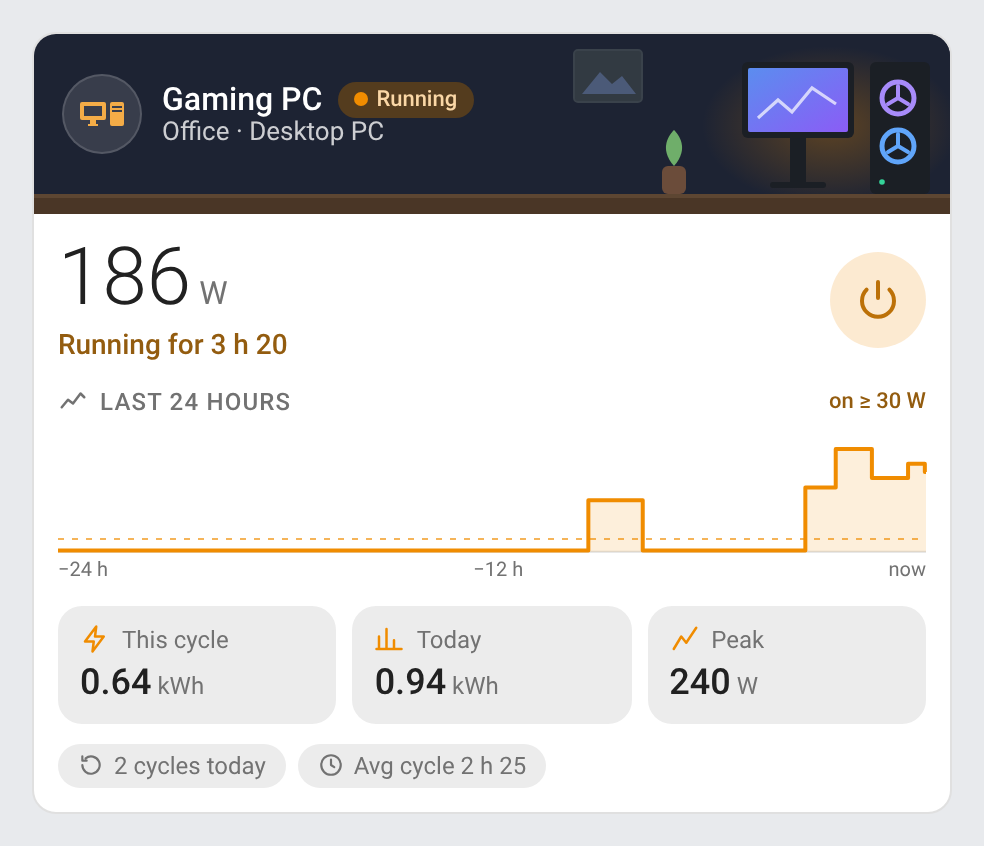 Gaming PC
Running
Office · Desktop PC
186 W
Running for 3 h 20
LAST 24 HOURS
on ≥ 30 W
−24 h
−12 h
now
This cycle
0.64 kWh
Today
0.94 kWh
Peak
240 W
2 cycles today
Avg cycle 2 h 25